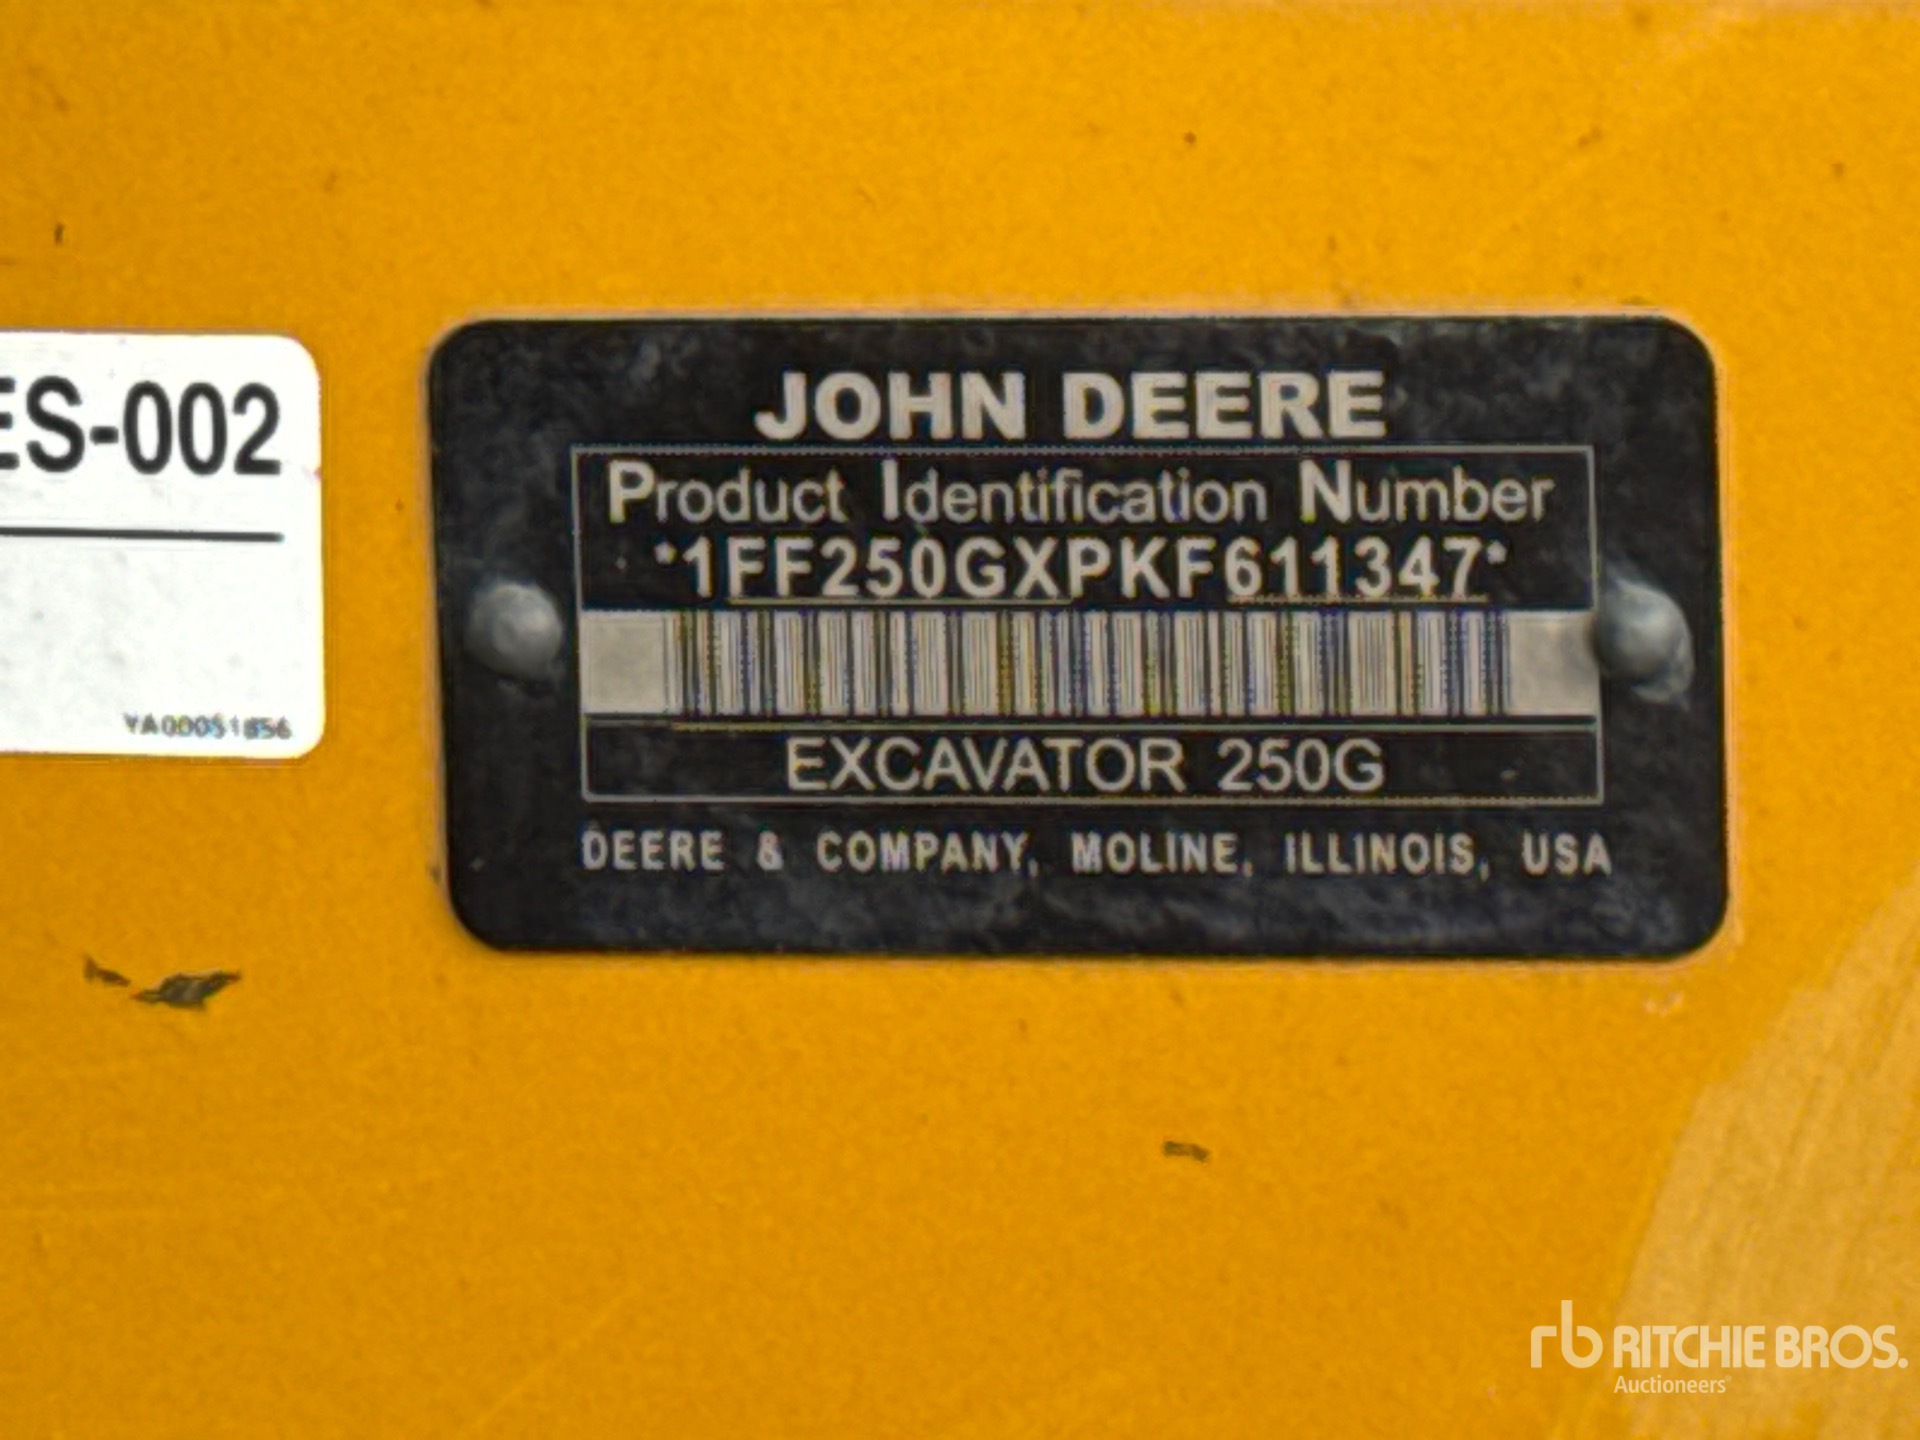 ES-002
YA00051856
JOHN DEERE
Product Identification Number
*1FF250GXPKF611347*
EXCAVATOR 250G
DEERE & COMPANY, MOLINE, ILLINOIS, USA
rb RITCHIE BROS.
Auctioneers